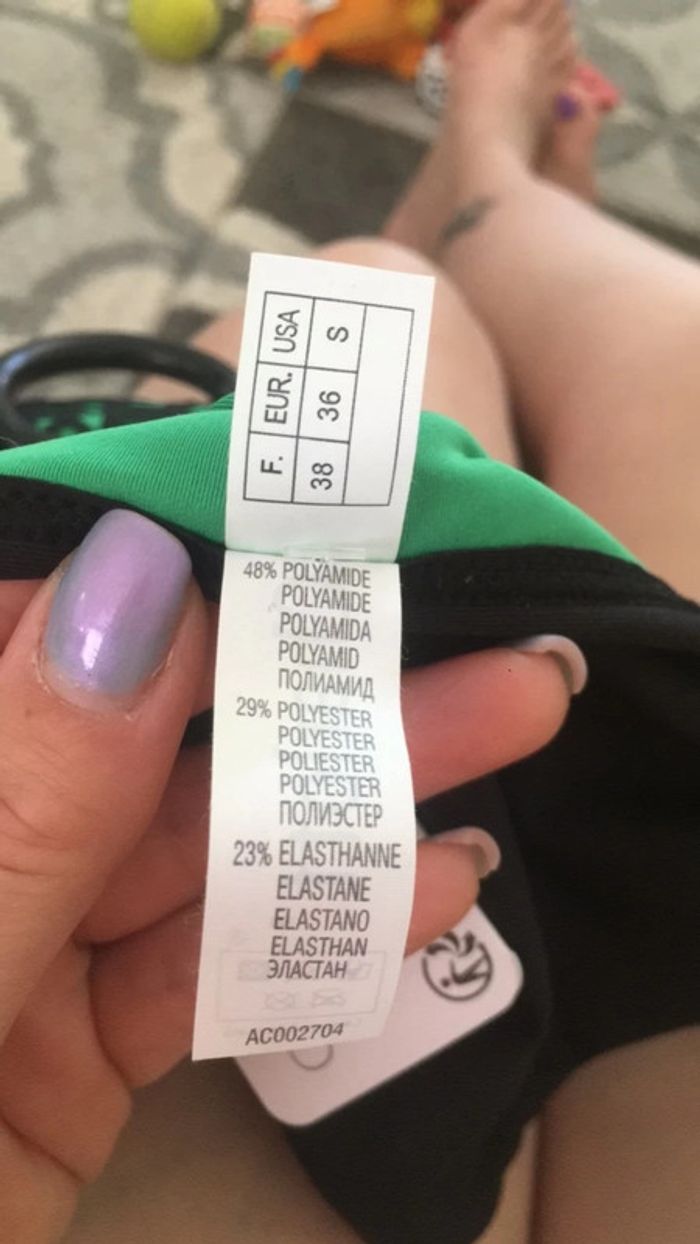 F. EUR. USA
38 36 S
48% POLYAMIDE
POLYAMIDE
POLYAMIDA
POLYAMID
ПОЛИАМИД
29% POLYESTER
POLYESTER
POLIESTER
POLYESTER
ПОЛИЭСТЕР
23% ELASTHANNE
ELASTANE
ELASTANO
ELASTHAN
ЭЛАСТАН
AC002704